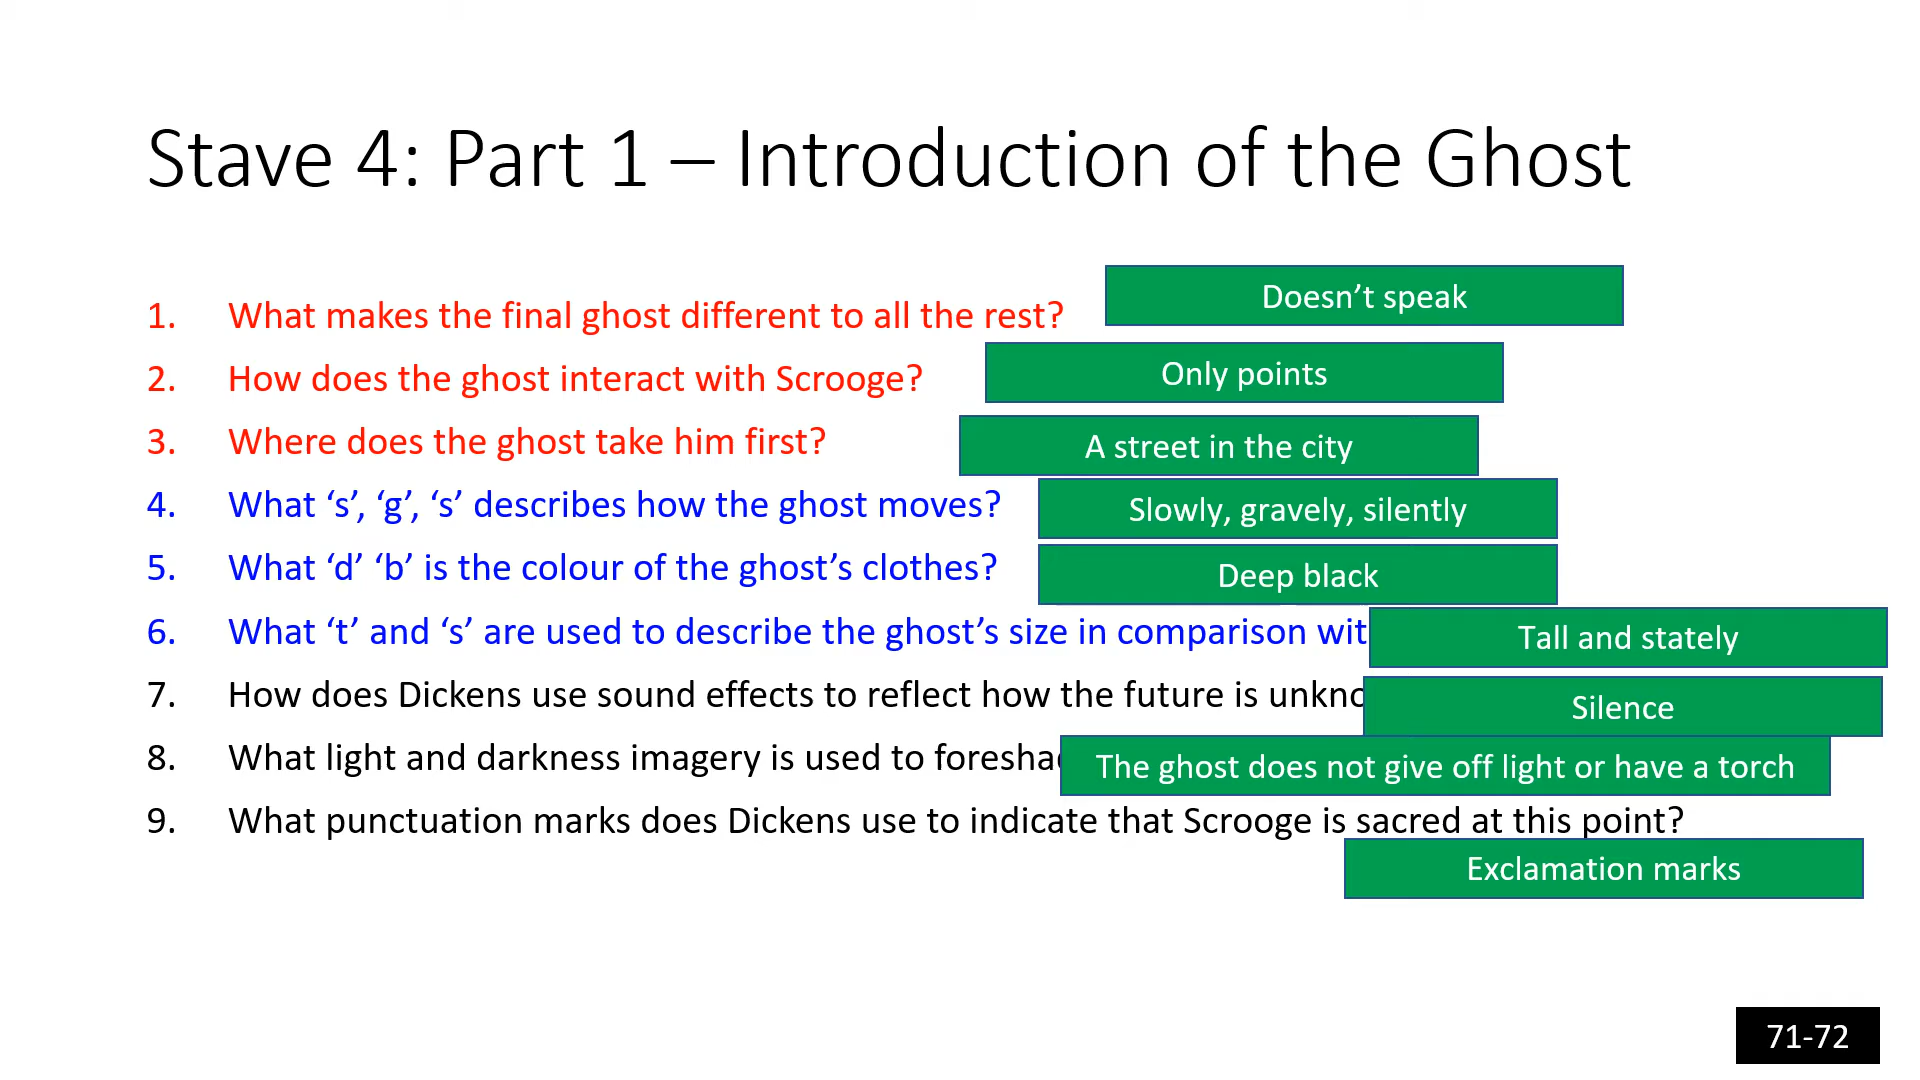 Stave 4: Part 1 – Introduction of the Ghost
1. What makes the final ghost different to all the rest?
Doesn’t speak
2. How does the ghost interact with Scrooge?
Only points
3. Where does the ghost take him first?
A street in the city
4. What ‘s’, ‘g’, ‘s’ describes how the ghost moves?
Slowly, gravely, silently
5. What ‘d’ ‘b’ is the colour of the ghost’s clothes?
Deep black
6. What ‘t’ and ‘s’ are used to describe the ghost’s size in comparison
Tall and stately
7. How does Dickens use sound effects to reflect how the future is
Silence
8. What light and darkness imagery is used to
The ghost does not give off light or have a torch
9. What punctuation marks does Dickens use to indicate that Scrooge is sacred at this point?
Exclamation marks
71-72